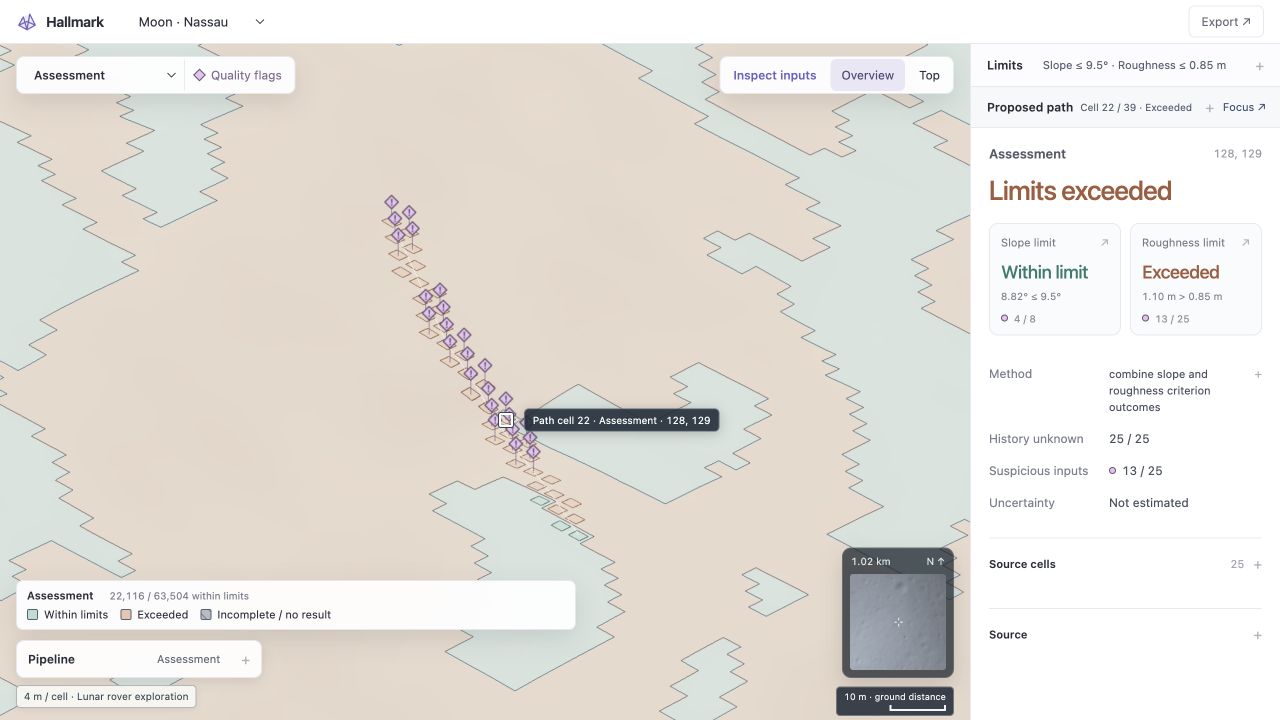 Hallmark
Moon · Nassau
Export ↗
Assessment
Quality flags
Inspect inputs
Overview
Top
Limits
Slope ≤ 9.5° · Roughness ≤ 0.85 m
+
Proposed path
Cell 22 / 39 · Exceeded
+
Focus ↗
Assessment
128, 129
Limits exceeded
Slope limit ↗
Within limit
8.82° ≤ 9.5°
4 / 8
Roughness limit ↗
Exceeded
1.10 m > 0.85 m
13 / 25
Method
combine slope and
roughness criterion
outcomes
+
History unknown
25 / 25
Suspicious inputs
13 / 25
Uncertainty
Not estimated
Source cells
25 +
Source
+
Path cell 22 · Assessment · 128, 129
Assessment
22,116 / 63,504 within limits
Within limits
Exceeded
Incomplete / no result
Pipeline
Assessment
+
4 m / cell · Lunar rover exploration
1.02 km
N ↑
10 m · ground distance